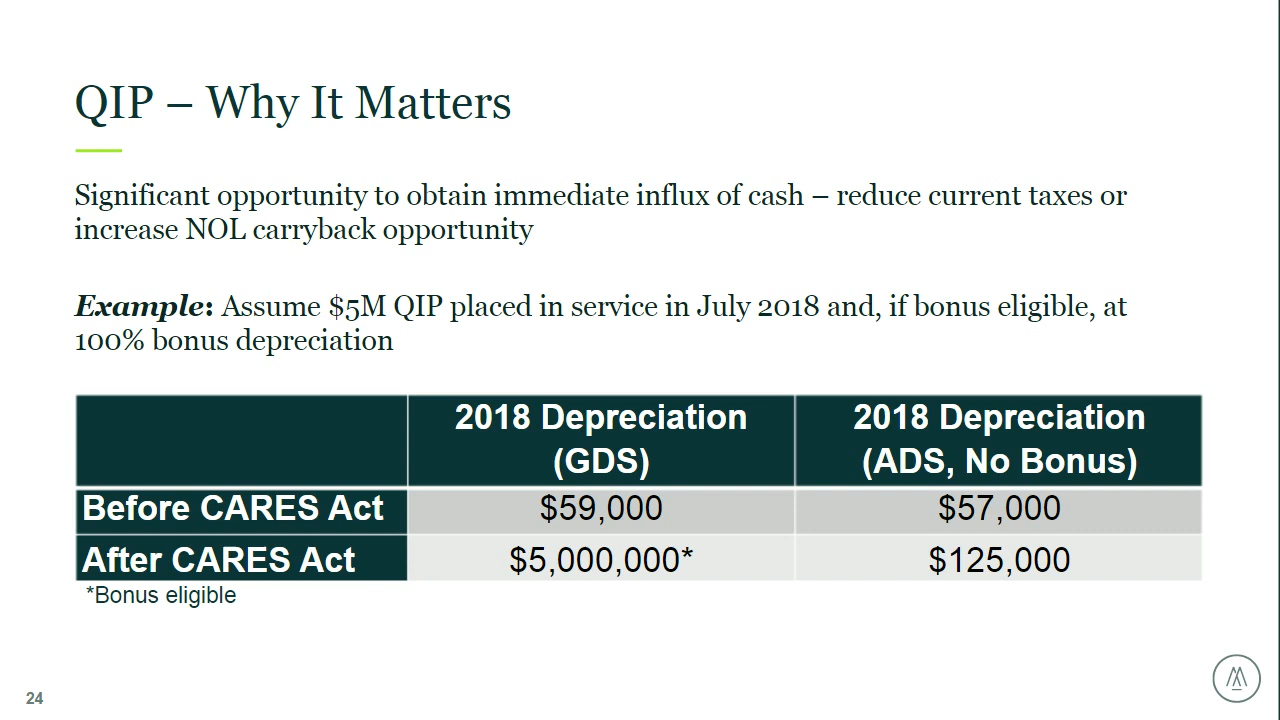 QIP – Why It Matters
Significant opportunity to obtain immediate influx of cash – reduce current taxes or
increase NOL carryback opportunity
Example: Assume $5M QIP placed in service in July 2018 and, if bonus eligible, at
100% bonus depreciation
2018 Depreciation
(GDS)
2018 Depreciation
(ADS, No Bonus)
Before CARES Act
$59,000
$57,000
After CARES Act
$5,000,000*
$125,000
*Bonus eligible
24